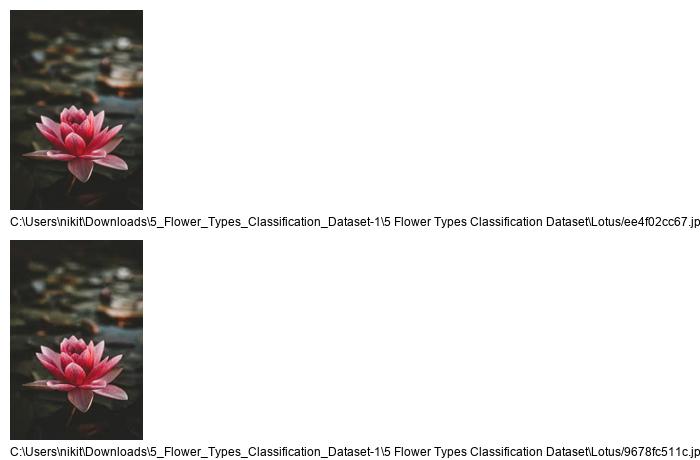 C:\Users\nikit\Downloads\5_Flower_Types_Classification_Dataset-1\5 Flower Types Classification Dataset\Lotus/ee4f02cc67.jp
C:\Users\nikit\Downloads\5_Flower_Types_Classification_Dataset-1\5 Flower Types Classification Dataset\Lotus/9678fc511c.jp